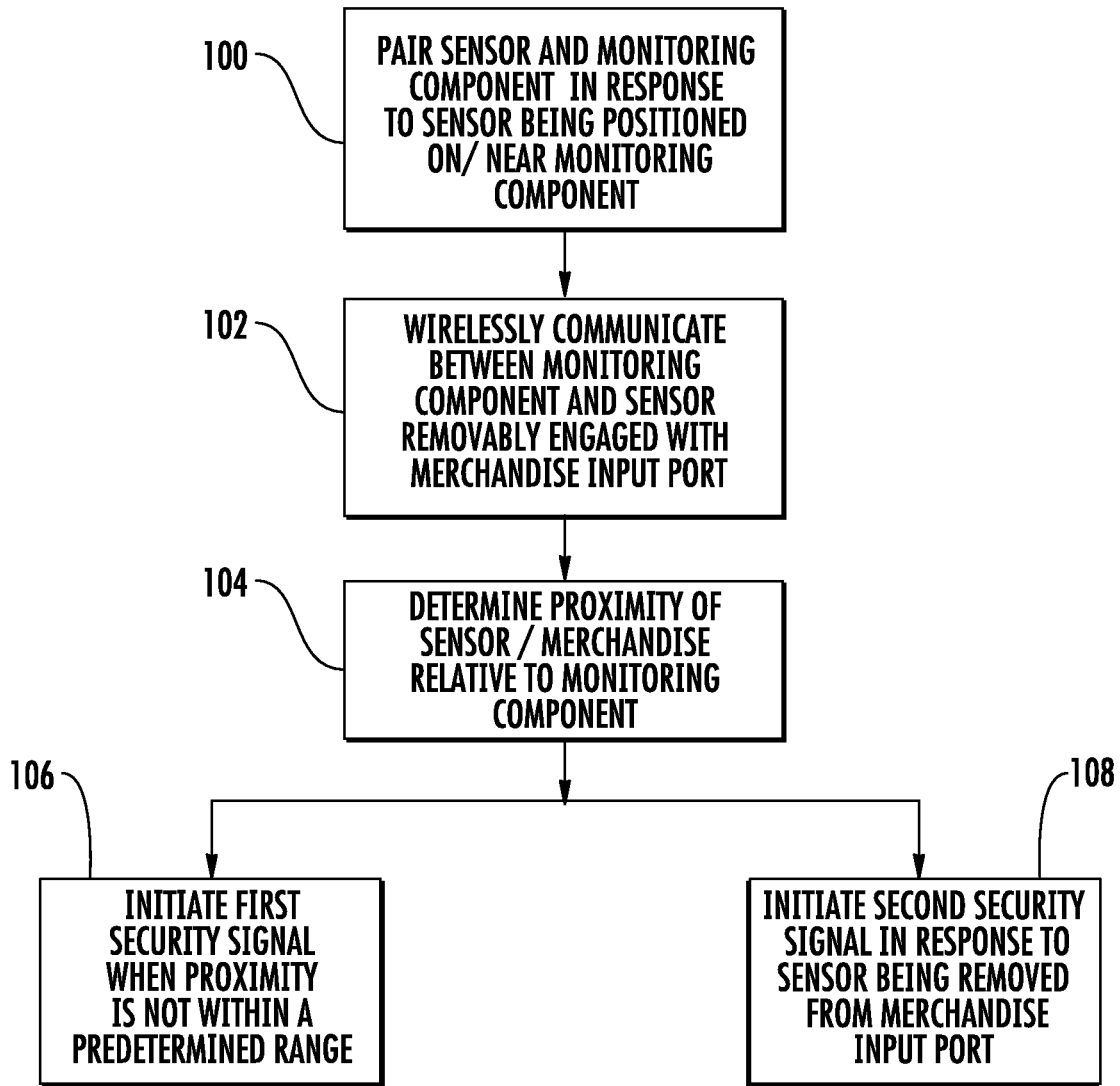 100
PAIR SENSOR AND MONITORING
COMPONENT IN RESPONSE
TO SENSOR BEING POSITIONED
ON/ NEAR MONITORING
COMPONENT
102
WIRELESSLY COMMUNICATE
BETWEEN MONITORING
COMPONENT AND SENSOR
REMOVABLY ENGAGED WITH
MERCHANDISE INPUT PORT
104
DETERMINE PROXIMITY OF
SENSOR / MERCHANDISE
RELATIVE TO MONITORING
COMPONENT
106
INITIATE FIRST
SECURITY SIGNAL
WHEN PROXIMITY
IS NOT WITHIN A
PREDETERMINED RANGE
108
INITIATE SECOND SECURITY
SIGNAL IN RESPONSE TO
SENSOR BEING REMOVED
FROM MERCHANDISE
INPUT PORT